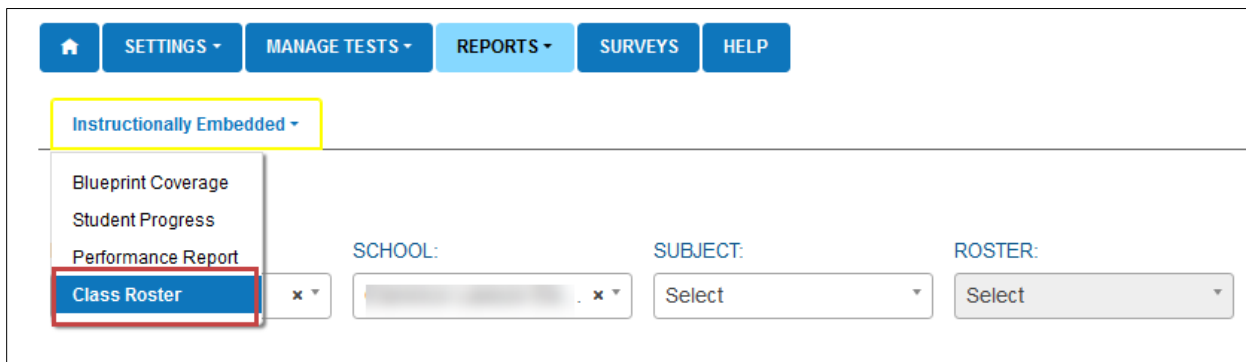 SETTINGS MANAGE TESTS REPORTS SURVEYS HELP
Instructionally Embedded
Blueprint Coverage
Student Progress
Performance Report
Class Roster
SCHOOL: SUBJECT: ROSTER:
Select Select